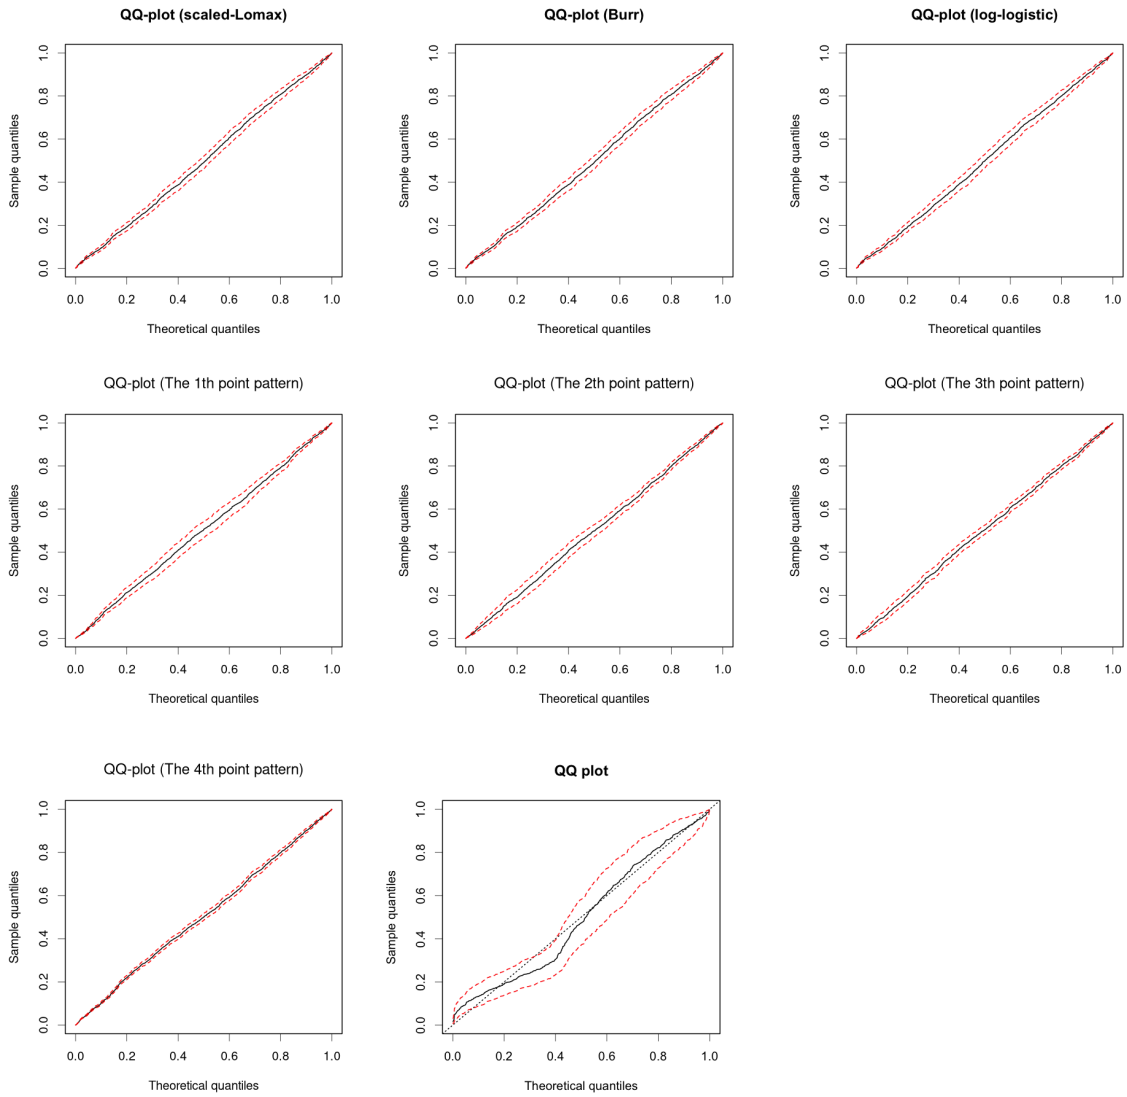 QQ-plot (scaled-Lomax)
QQ-plot (Burr)
QQ-plot (log-logistic)
Sample quantiles
0.0 0.2 0.4 0.6 0.8 1.0
0.0 0.2 0.4 0.6 0.8 1.0
Theoretical quantiles
Sample quantiles
0.0 0.2 0.4 0.6 0.8 1.0
0.0 0.2 0.4 0.6 0.8 1.0
Theoretical quantiles
Sample quantiles
0.0 0.2 0.4 0.6 0.8 1.0
0.0 0.2 0.4 0.6 0.8 1.0
Theoretical quantiles
QQ-plot (The 1th point pattern)
QQ-plot (The 2th point pattern)
QQ-plot (The 3th point pattern)
Sample quantiles
0.0 0.2 0.4 0.6 0.8 1.0
0.0 0.2 0.4 0.6 0.8 1.0
Theoretical quantiles
Sample quantiles
0.0 0.2 0.4 0.6 0.8 1.0
0.0 0.2 0.4 0.6 0.8 1.0
Theoretical quantiles
Sample quantiles
0.0 0.2 0.4 0.6 0.8 1.0
0.0 0.2 0.4 0.6 0.8 1.0
Theoretical quantiles
QQ-plot (The 4th point pattern)
QQ plot
Sample quantiles
0.0 0.2 0.4 0.6 0.8 1.0
0.0 0.2 0.4 0.6 0.8 1.0
Theoretical quantiles
Sample quantiles
0.0 0.2 0.4 0.6 0.8 1.0
0.0 0.2 0.4 0.6 0.8 1.0
Theoretical quantiles